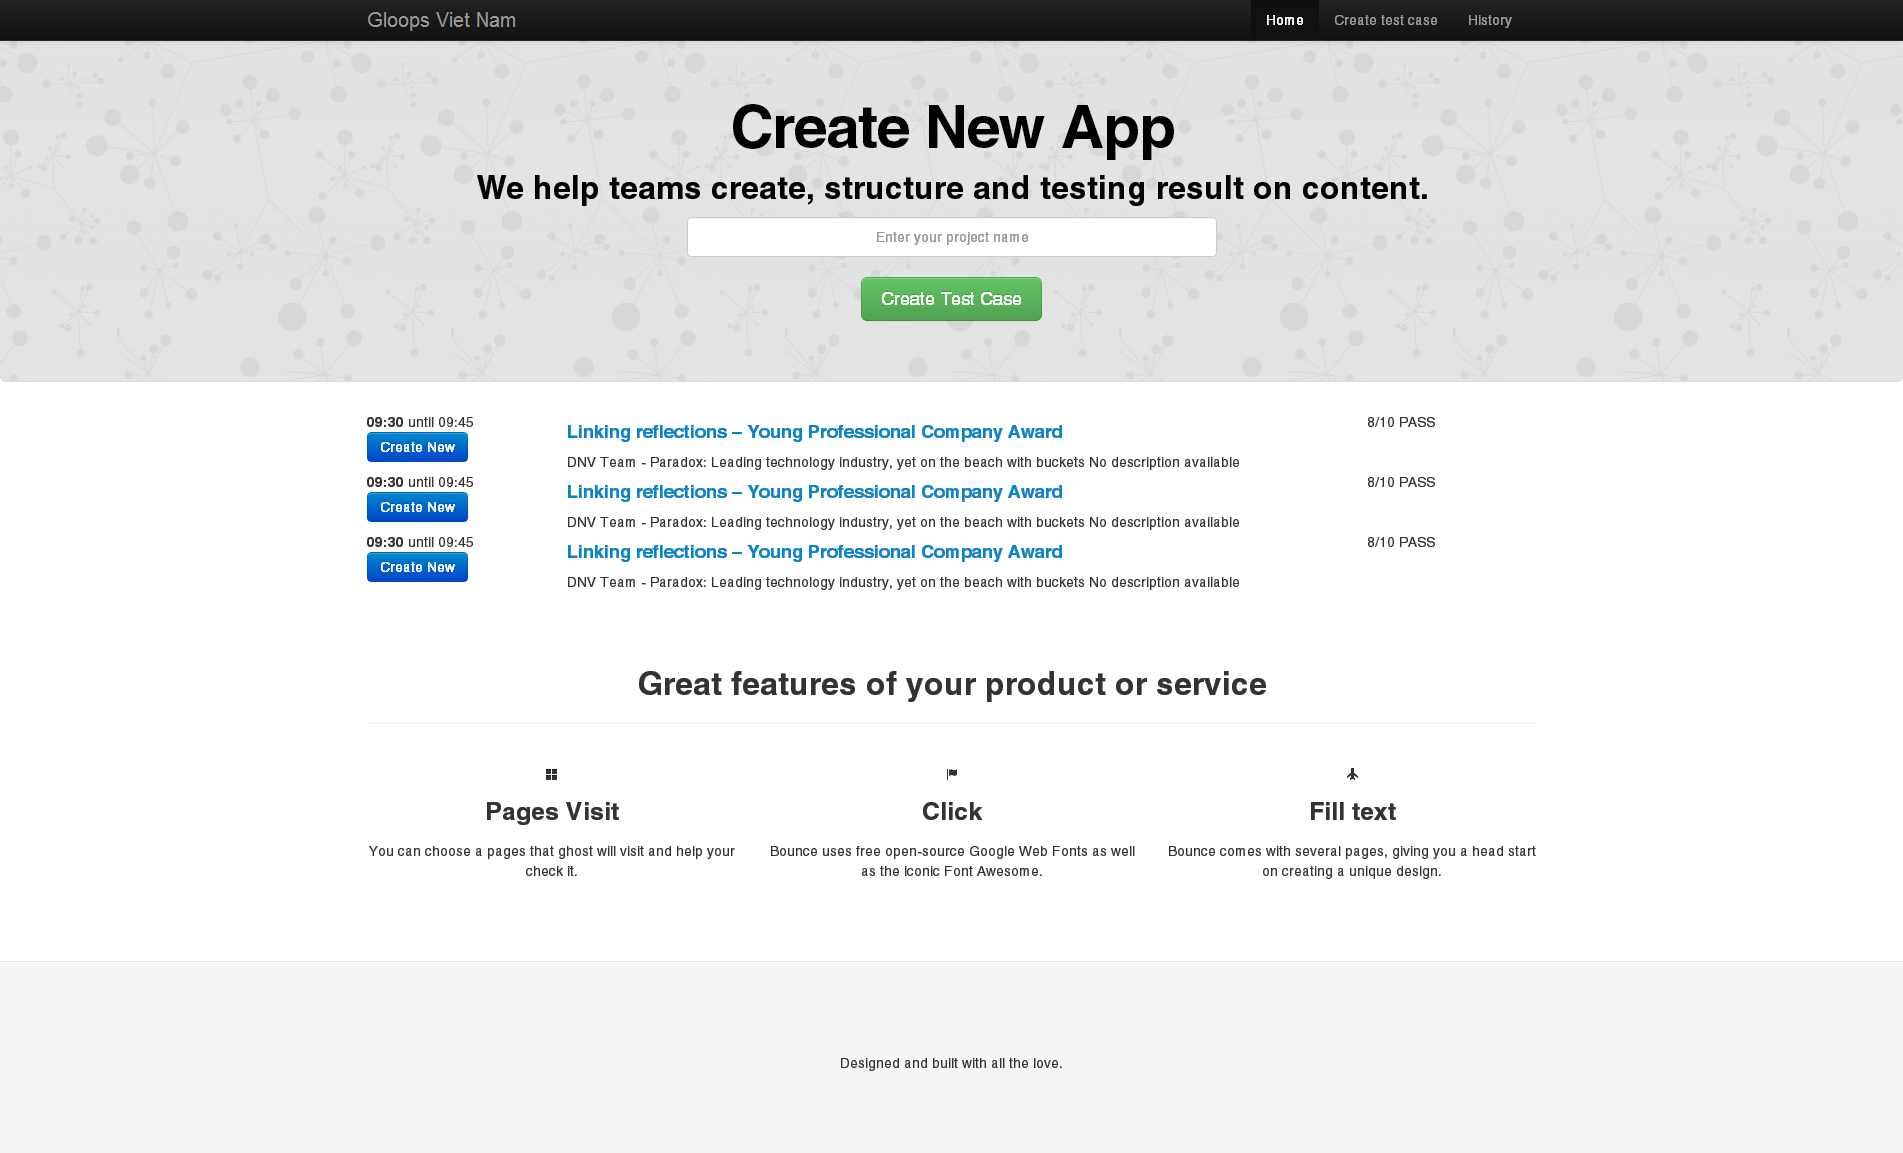 Gloops Viet Nam
Home Create test case History
Create New App
We help teams create, structure and testing result on content.
Enter your project name
Create Test Case
09:30 until 09:45
Create New
Linking reflections – Young Professional Company Award
DNV Team - Paradox: Leading technology industry, yet on the beach with buckets No description available
8/10 PASS
09:30 until 09:45
Create New
Linking reflections – Young Professional Company Award
DNV Team - Paradox: Leading technology industry, yet on the beach with buckets No description available
8/10 PASS
09:30 until 09:45
Create New
Linking reflections – Young Professional Company Award
DNV Team - Paradox: Leading technology industry, yet on the beach with buckets No description available
8/10 PASS
Great features of your product or service
Pages Visit
You can choose a pages that ghost will visit and help your
check it.
Click
Bounce uses free open-source Google Web Fonts as well
as the iconic Font Awesome.
Fill text
Bounce comes with several pages, giving you a head start
on creating a unique design.
Designed and built with all the love.